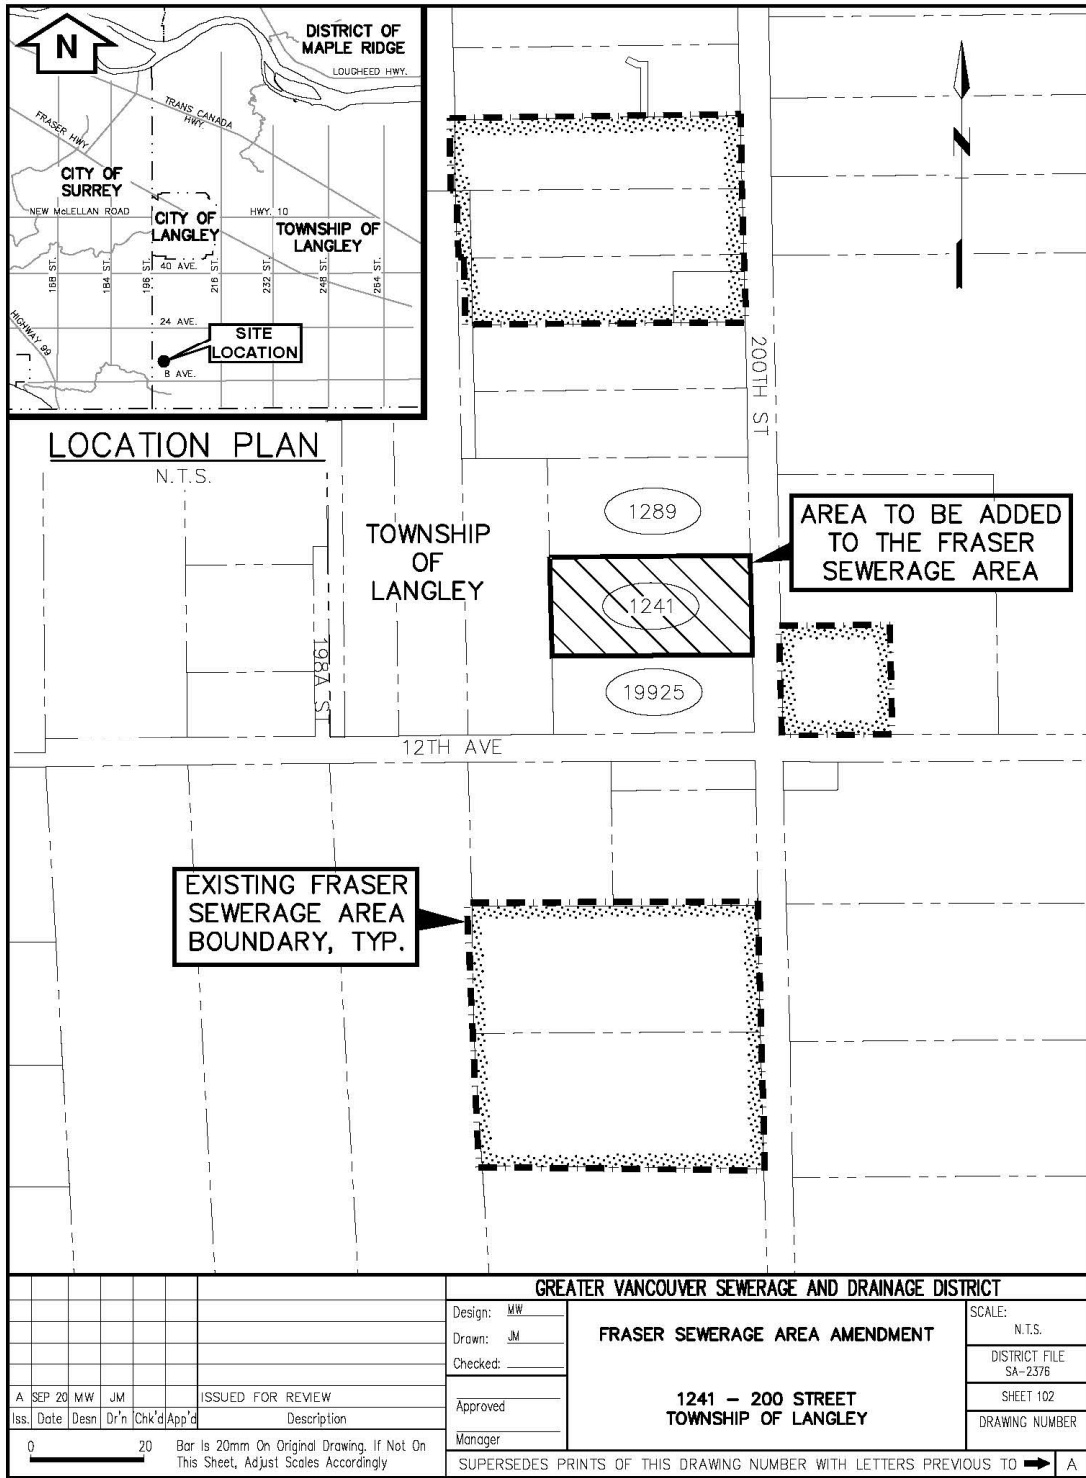 N
DISTRICT OF
MAPLE RIDGE
LOUGHEED HWY.
TRANS CANADA
HWY.
FRASER HWY
CITY OF
SURREY
NEW McLELLAN ROAD
CITY OF
LANGLEY
HWY. 10
TOWNSHIP OF
LANGLEY
40 AVE.
168 ST.
184 ST.
196 ST.
216 ST.
232 ST.
248 ST.
264 ST.
HIGHWAY 99
24 AVE.
SITE
LOCATION
8 AVE.
LOCATION PLAN
N.T.S.
N
200TH ST
TOWNSHIP
OF
LANGLEY
1289
AREA TO BE ADDED
TO THE FRASER
SEWERAGE AREA
1241
198A ST
19925
12TH AVE
EXISTING FRASER
SEWERAGE AREA
BOUNDARY, TYP.
GREATER VANCOUVER SEWERAGE AND DRAINAGE DISTRICT
Design: MW
Drawn: JM
Checked:
Approved
Manager
FRASER SEWERAGE AREA AMENDMENT
1241 – 200 STREET
TOWNSHIP OF LANGLEY
SCALE:
N.T.S.
DISTRICT FILE
SA-2376
SHEET 102
DRAWING NUMBER
A SEP 20 MW JM ISSUED FOR REVIEW
Iss. Date Desn Dr'n Chk'd App'd Description
0 20 Bar Is 20mm On Original Drawing. If Not On
This Sheet, Adjust Scales Accordingly
SUPERSEDES PRINTS OF THIS DRAWING NUMBER WITH LETTERS PREVIOUS TO A